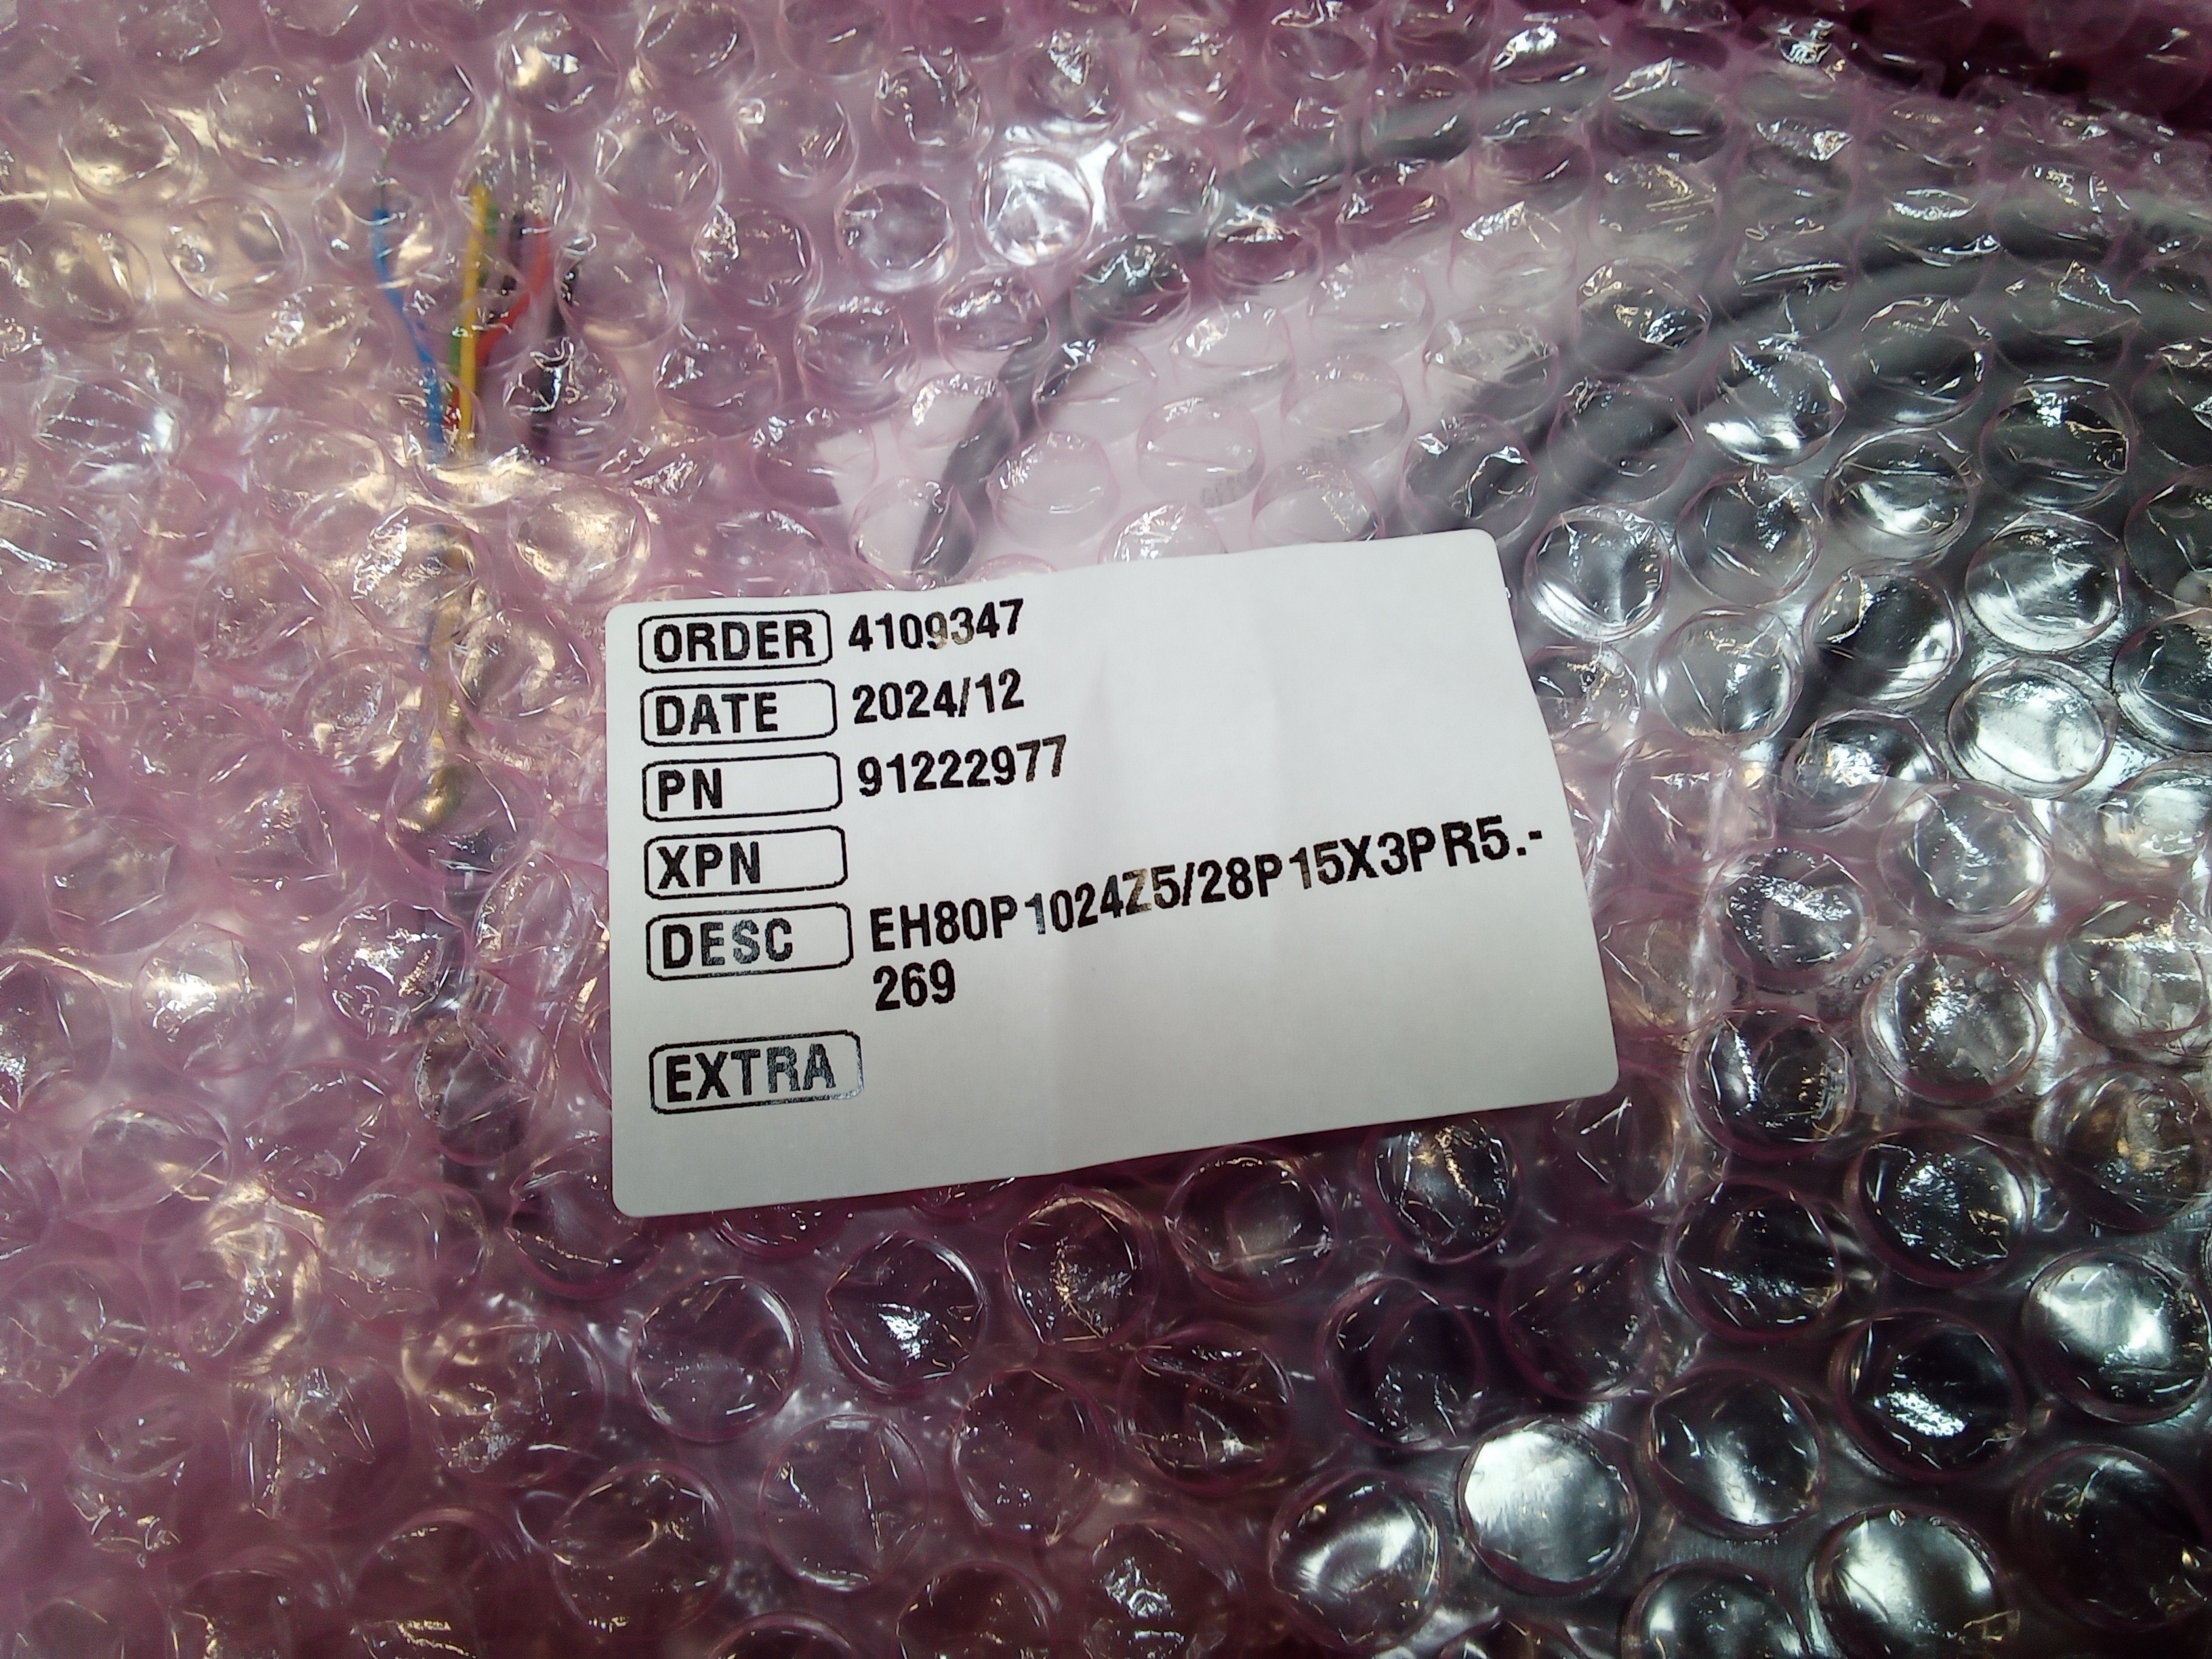 ORDER 4109347
DATE 2024/12
PN 91222977
XPN
DESC EH80P1024Z5/28P15X3PR5.-
269
EXTRA